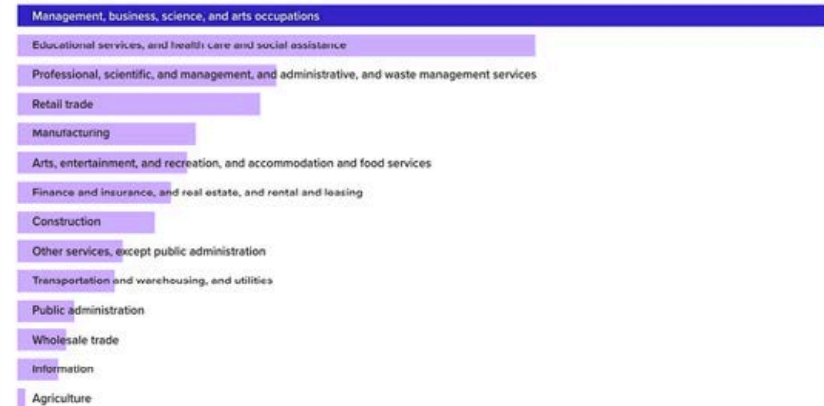 Management, business, science, and arts occupations
Educational services, and health care and social assistance
Professional, scientific, and management, and administrative, and waste management services
Retail trade
Manufacturing
Arts, entertainment, and recreation, and accommodation and food services
Finance and insurance, and real estate, and rental and leasing
Construction
Other services, except public administration
Transportation and warehousing, and utilities
Public administration
Wholesale trade
Information
Agriculture